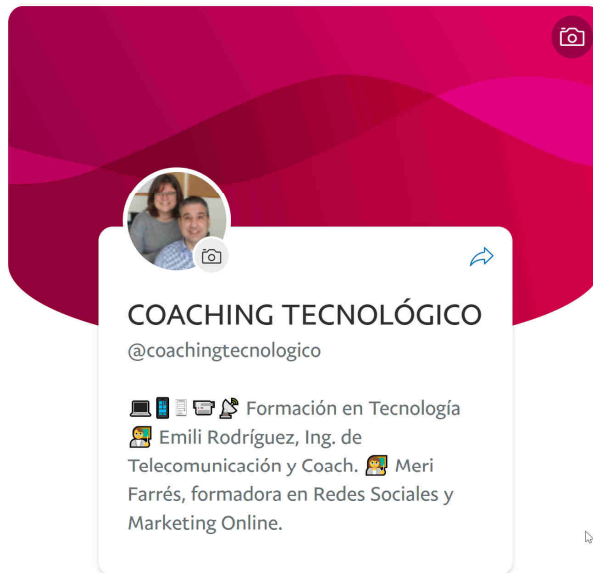 COACHING TECNOLÓGICO
@coachingtecnologico
Formación en Tecnología
Emili Rodríguez, Ing. de
Telecomunicación y Coach. Meri
Farrés, formadora en Redes Sociales y
Marketing Online.